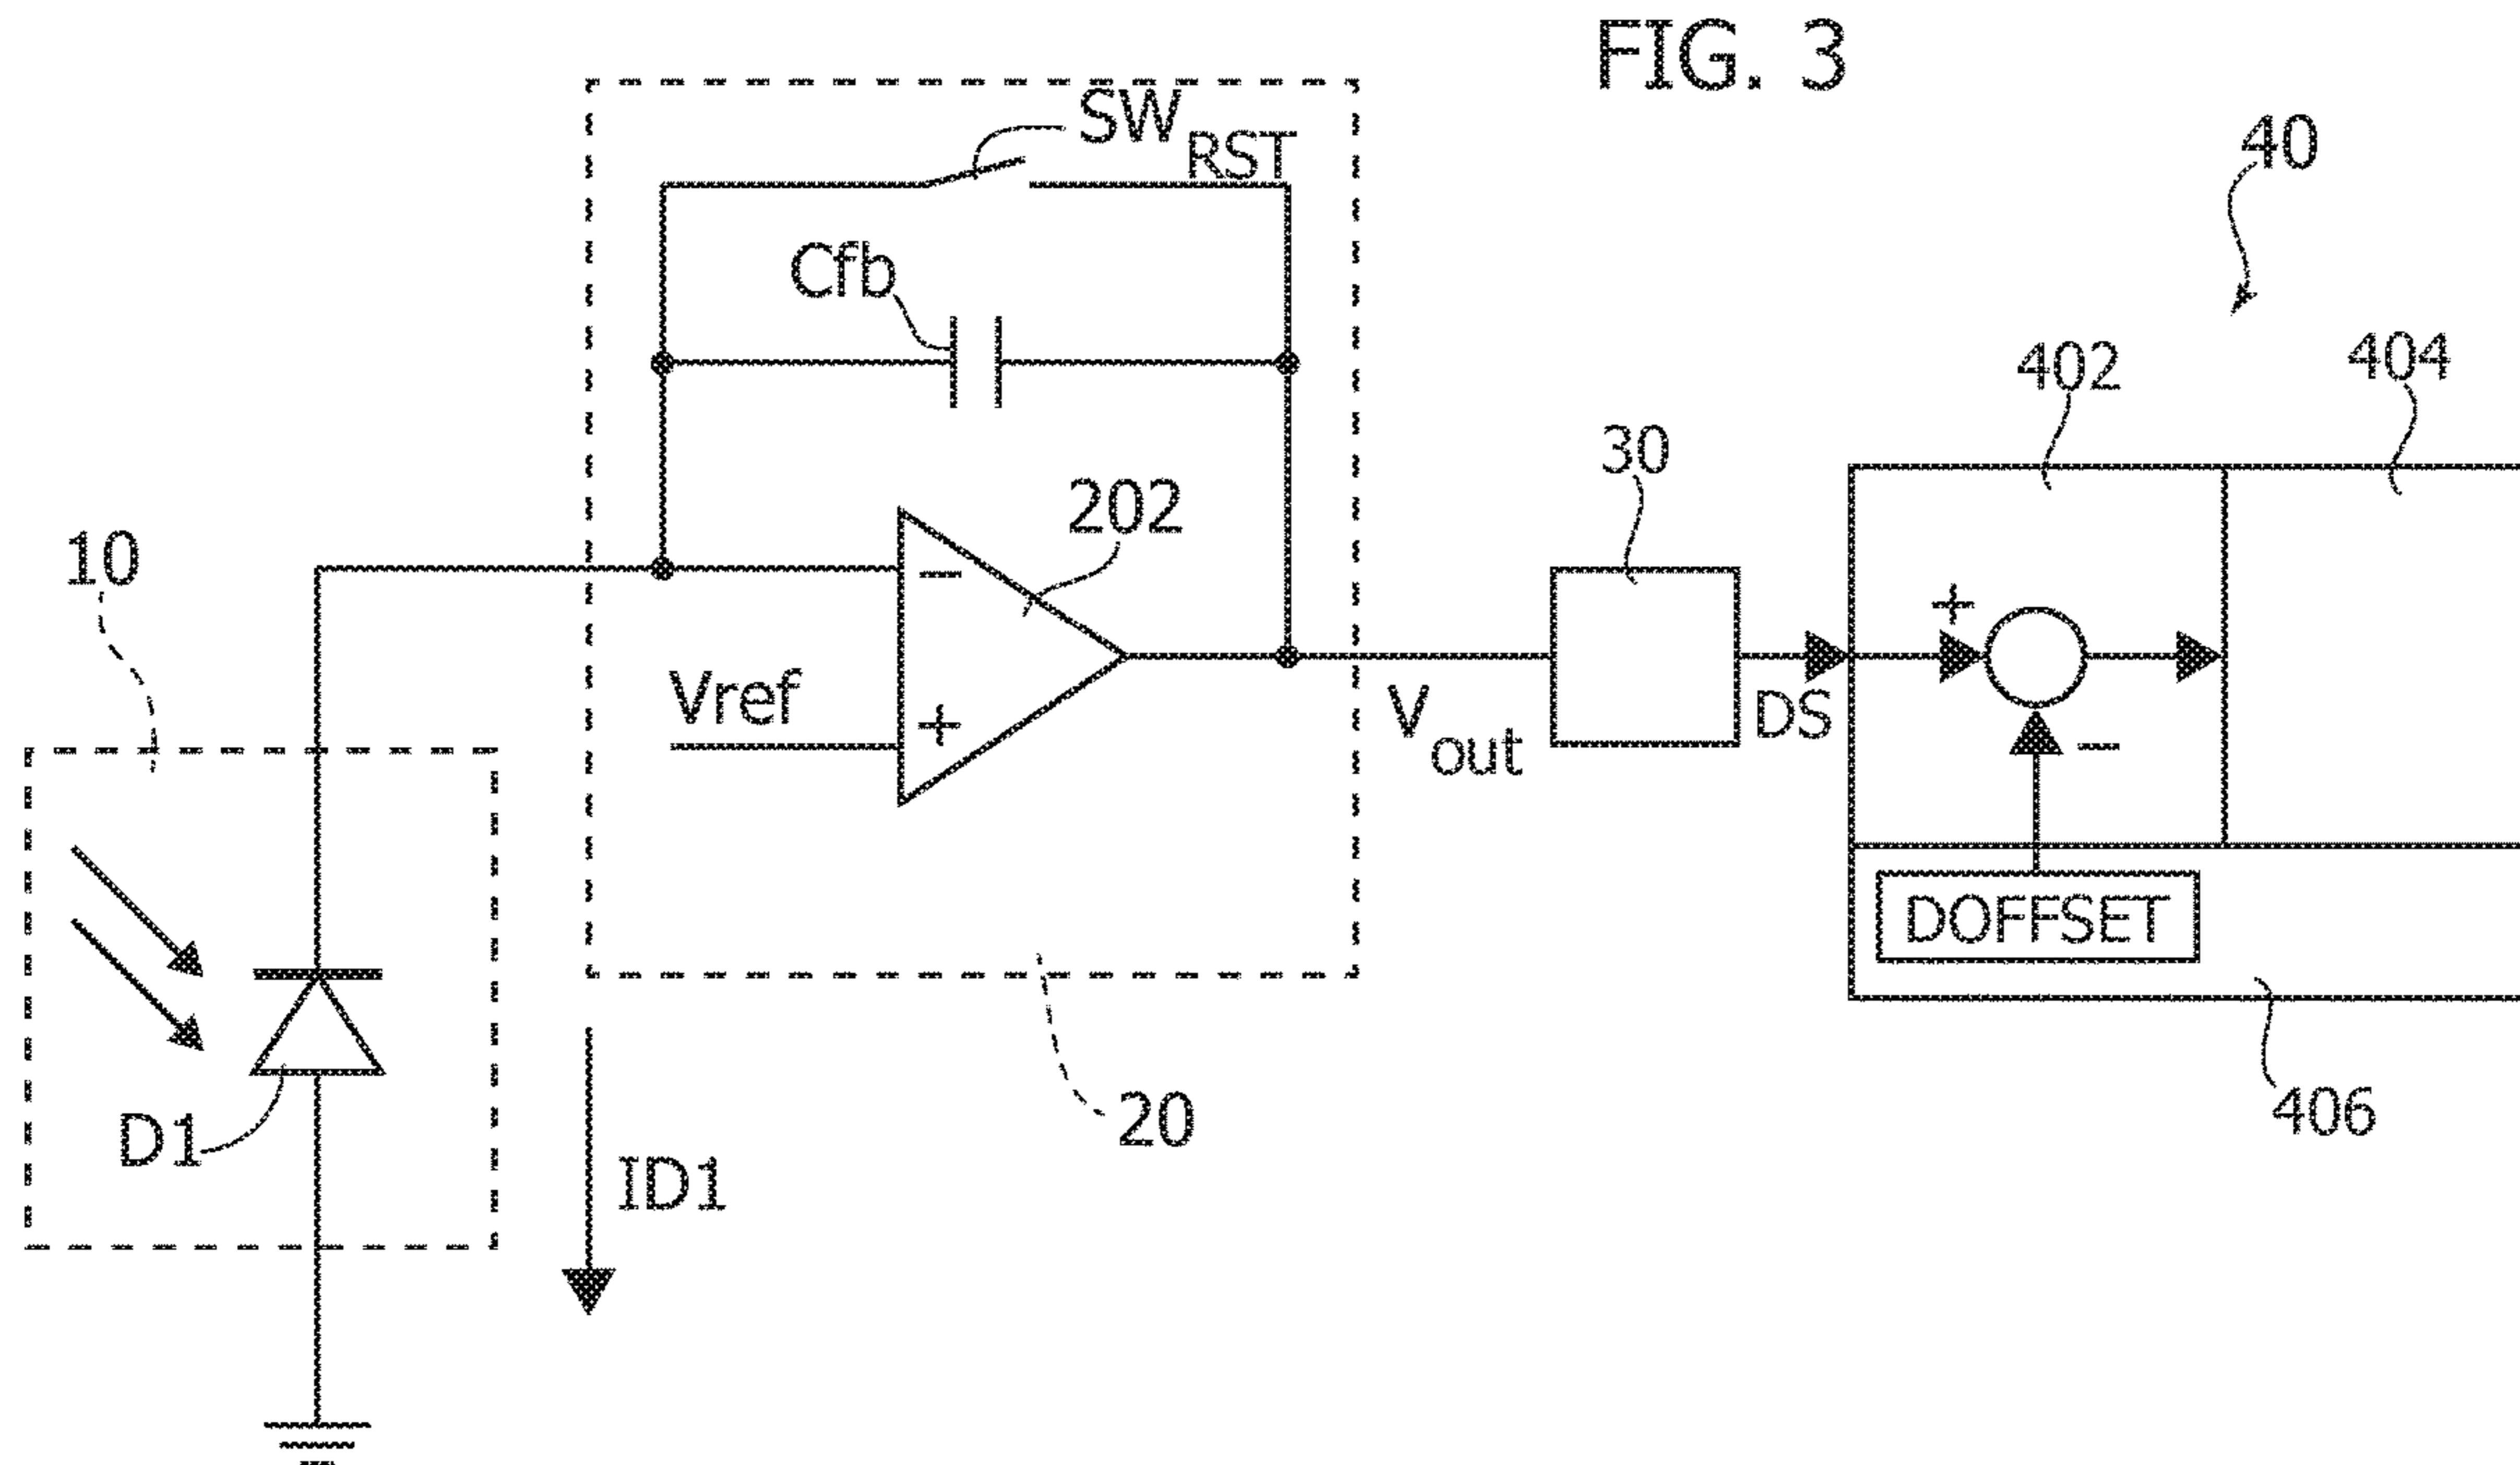 FIG. 3
SW RST
40
Cfb
402
404
30
202
10
−
+
Vref
V out
DS
+
−
DOFFSET
D1
ID1
20
406